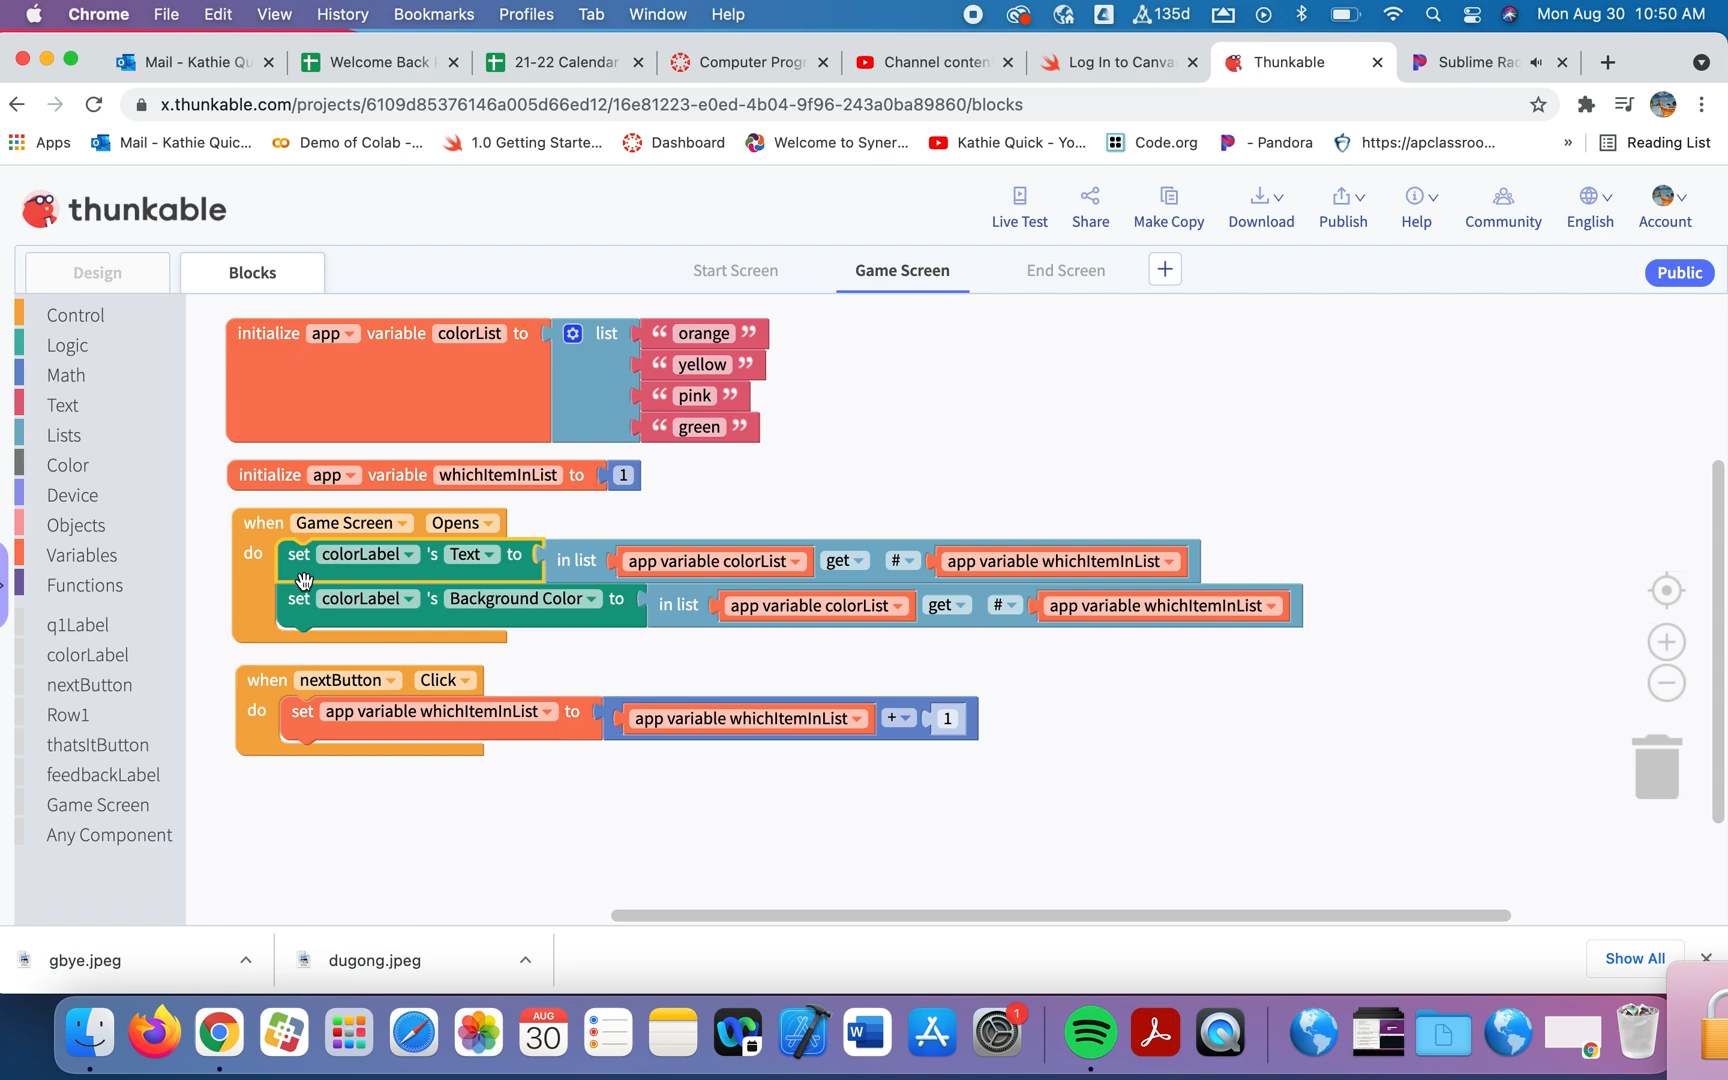 Chrome File Edit View History Bookmarks Profiles Tab Window Help 135d Mon Aug 30 10:50 AM
Mail - Kathie Qu Welcome Back 21-22 Calendar Computer Prog Channel conten Log In to Canva Thunkable Sublime Ra
x.thunkable.com/projects/6109d85376146a005d66ed12/16e81223-e0ed-4b04-9f96-243a0ba89860/blocks
Apps Mail - Kathie Quic... Demo of Colab -... 1.0 Getting Starte... Dashboard Welcome to Syner... Kathie Quick - Yo... Code.org - Pandora https://apclassroo... » Reading List
thunkable
Live Test Share Make Copy Download Publish Help Community English Account
Design Blocks Start Screen Game Screen End Screen + Public
Control
Logic
Math
Text
Lists
Color
Device
Objects
Variables
Functions
q1Label
colorLabel
nextButton
Row1
thatsItButton
feedbackLabel
Game Screen
Any Component
initialize app variable colorList to list “ orange ”
“ yellow ”
“ pink ”
“ green ”
initialize app variable whichItemInList to 1
when Game Screen Opens
do set colorLabel 's Text to in list app variable colorList get # app variable whichItemInList
set colorLabel 's Background Color to in list app variable colorList get # app variable whichItemInList
when nextButton Click
do set app variable whichItemInList to app variable whichItemInList + 1
gbye.jpeg dugong.jpeg Show All
AUG
30
W
1